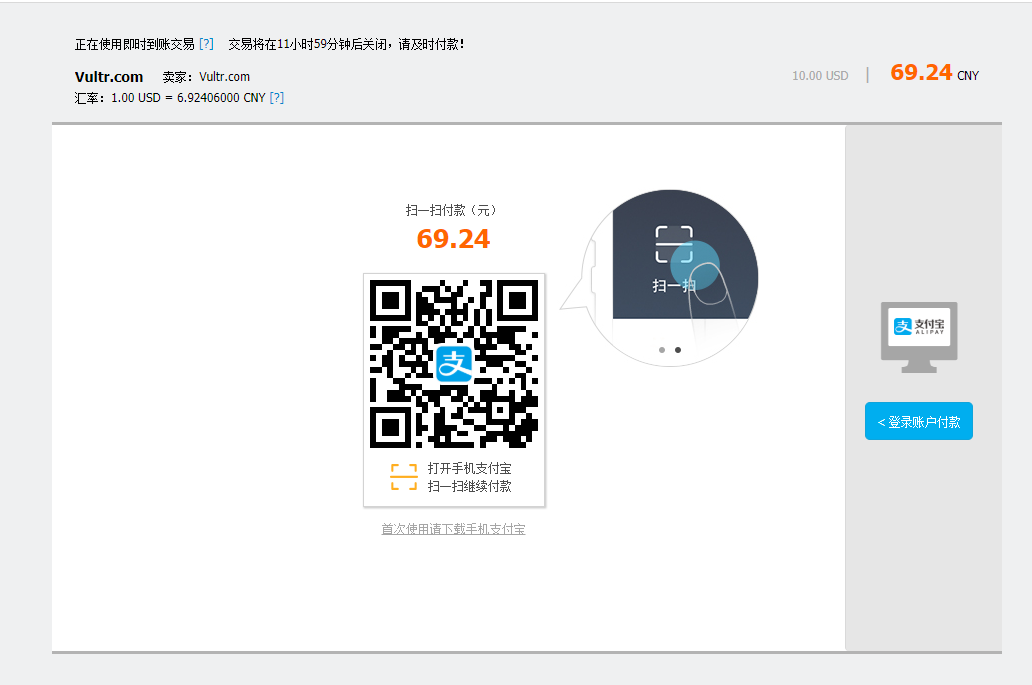 正在使用即时到账交易 [?] 交易将在11小时59分钟后关闭，请及时付款！
Vultr.com 卖家：Vultr.com
10.00 USD | 69.24 CNY
汇率：1.00 USD = 6.92406000 CNY [?]
扫一扫付款（元）
69.24
扫一扫
支
支 支付宝
ALIPAY
< 登录账户付款
打开手机支付宝
扫一扫继续付款
首次使用请下载手机支付宝